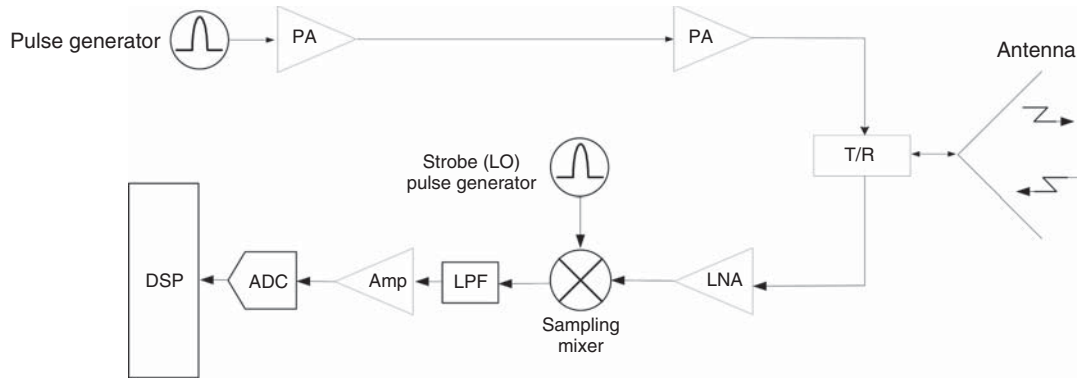 Pulse generator
PA
PA
Antenna
T/R
Strobe (LO)
pulse generator
DSP
ADC
Amp
LPF
LNA
Sampling
mixer